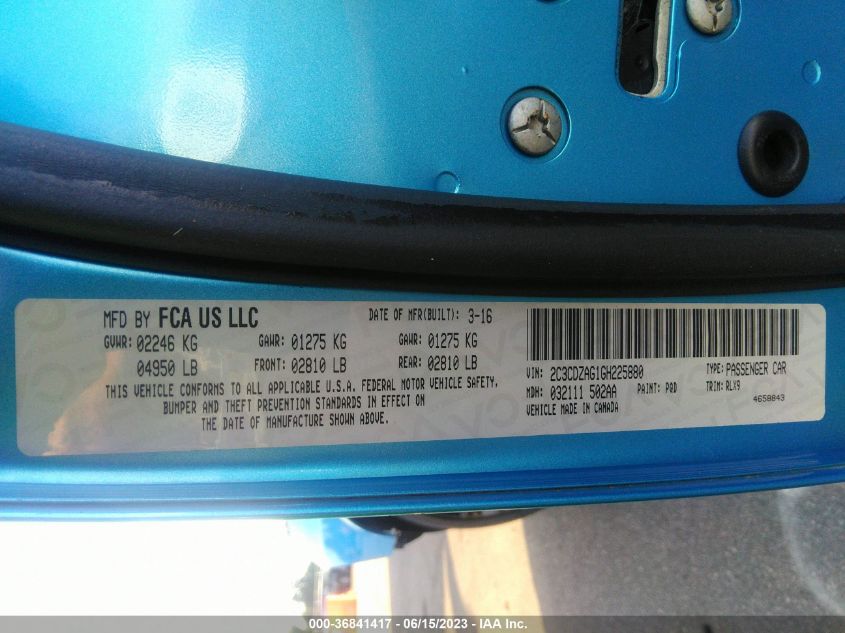 MFD BY FCA US LLC DATE OF MFR(BUILT): 3-16
GVWR: 02246 KG GAWR: 01275 KG GAWR: 01275 KG
04950 LB FRONT: 02810 LB REAR: 02810 LB
THIS VEHICLE CONFORMS TO ALL APPLICABLE U.S.A. FEDERAL MOTOR VEHICLE SAFETY,
BUMPER AND THEFT PREVENTION STANDARDS IN EFFECT ON
THE DATE OF MANUFACTURE SHOWN ABOVE.
VIN: 2C3CDZAG1GH225880 TYPE: PASSENGER CAR
MDH: 032111 502AA PAINT: PQD TRIM: RLX9
VEHICLE MADE IN CANADA 4658843
000-36841417 - 06/15/2023 - IAA Inc.